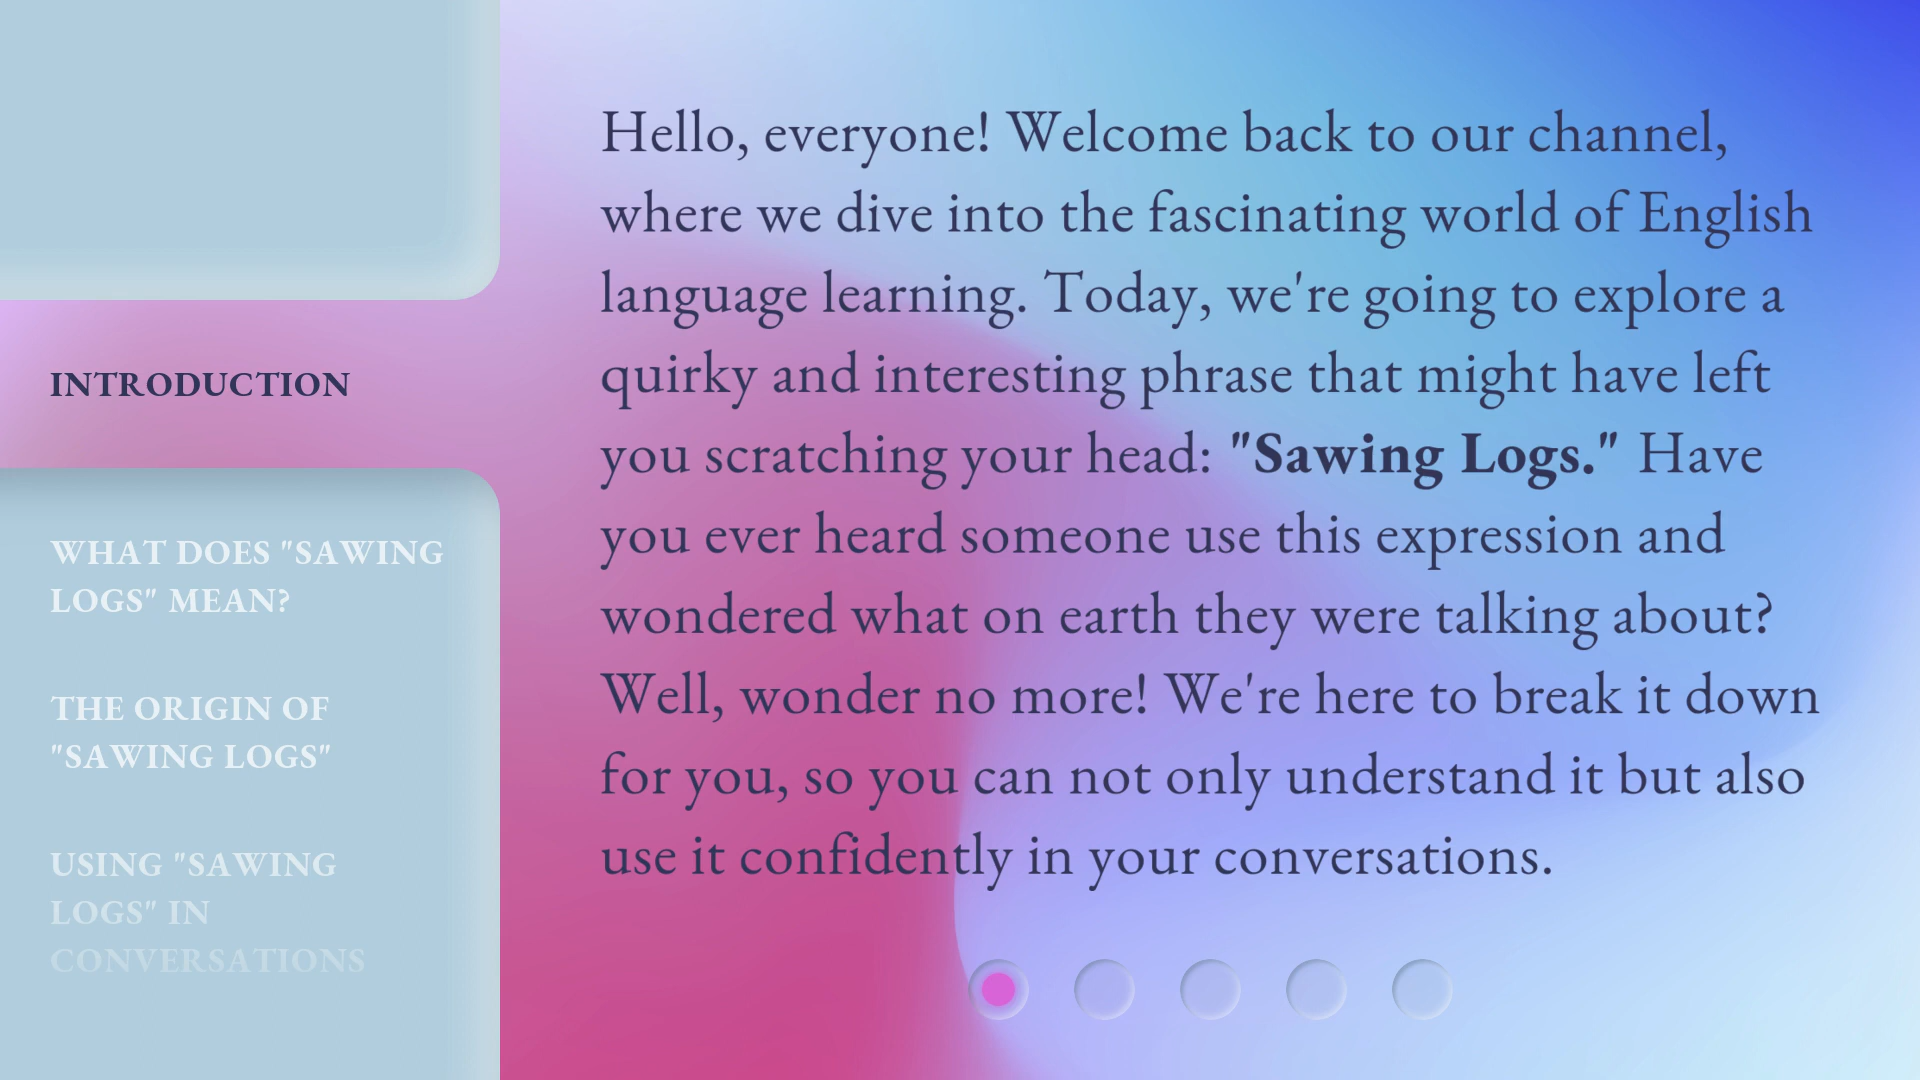 INTRODUCTION
WHAT DOES "SAWING
LOGS" MEAN?
THE ORIGIN OF
"SAWING LOGS"
USING "SAWING
LOGS" IN
CONVERSATIONS
Hello, everyone! Welcome back to our channel,
where we dive into the fascinating world of English
language learning. Today, we're going to explore a
quirky and interesting phrase that might have left
you scratching your head: "Sawing Logs." Have
you ever heard someone use this expression and
wondered what on earth they were talking about?
Well, wonder no more! We're here to break it down
for you, so you can not only understand it but also
use it confidently in your conversations.